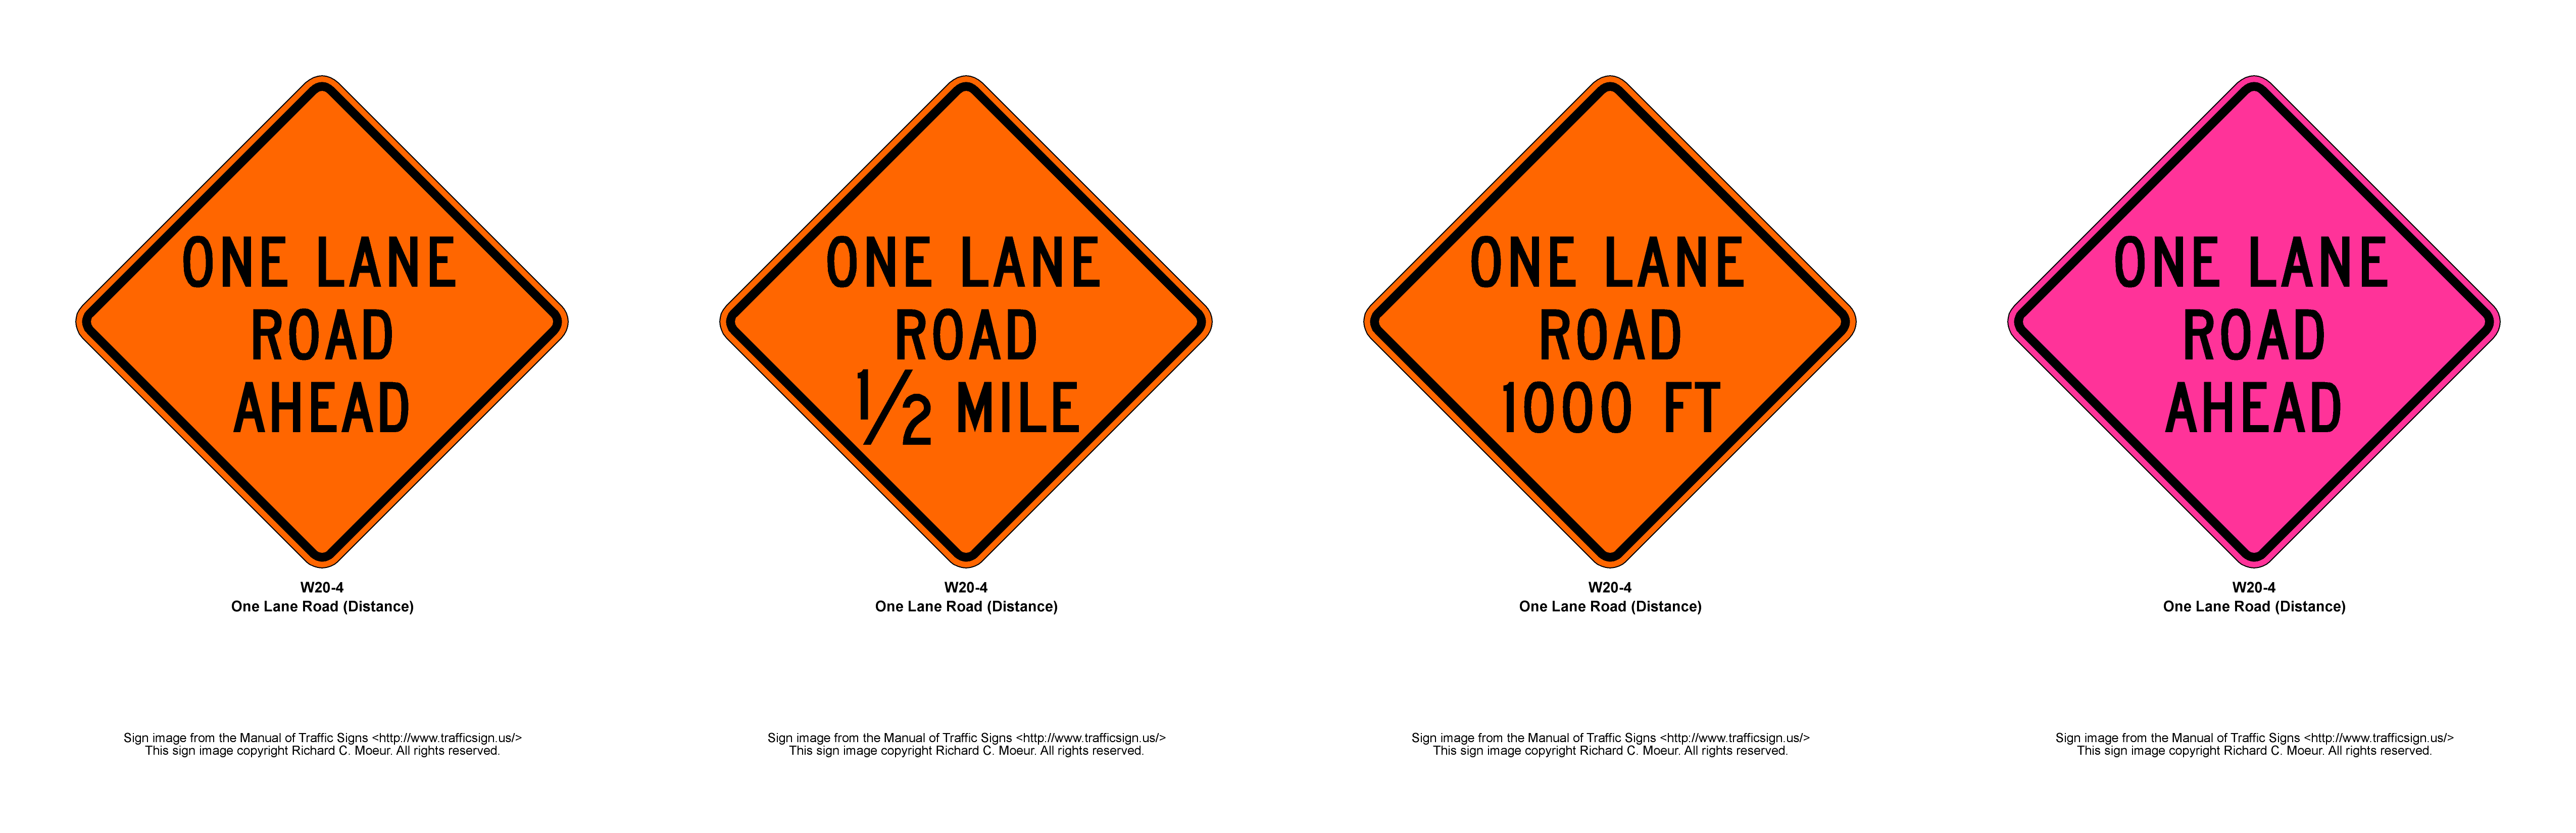 ONE LANE
ROAD
AHEAD
W20-4
One Lane Road (Distance)
Sign image from the Manual of Traffic Signs <http://www.trafficsign.us/>
This sign image copyright Richard C. Moeur. All rights reserved.
ONE LANE
ROAD
½ MILE
W20-4
One Lane Road (Distance)
Sign image from the Manual of Traffic Signs <http://www.trafficsign.us/>
This sign image copyright Richard C. Moeur. All rights reserved.
ONE LANE
ROAD
1000 FT
W20-4
One Lane Road (Distance)
Sign image from the Manual of Traffic Signs <http://www.trafficsign.us/>
This sign image copyright Richard C. Moeur. All rights reserved.
ONE LANE
ROAD
AHEAD
W20-4
One Lane Road (Distance)
Sign image from the Manual of Traffic Signs <http://www.trafficsign.us/>
This sign image copyright Richard C. Moeur. All rights reserved.